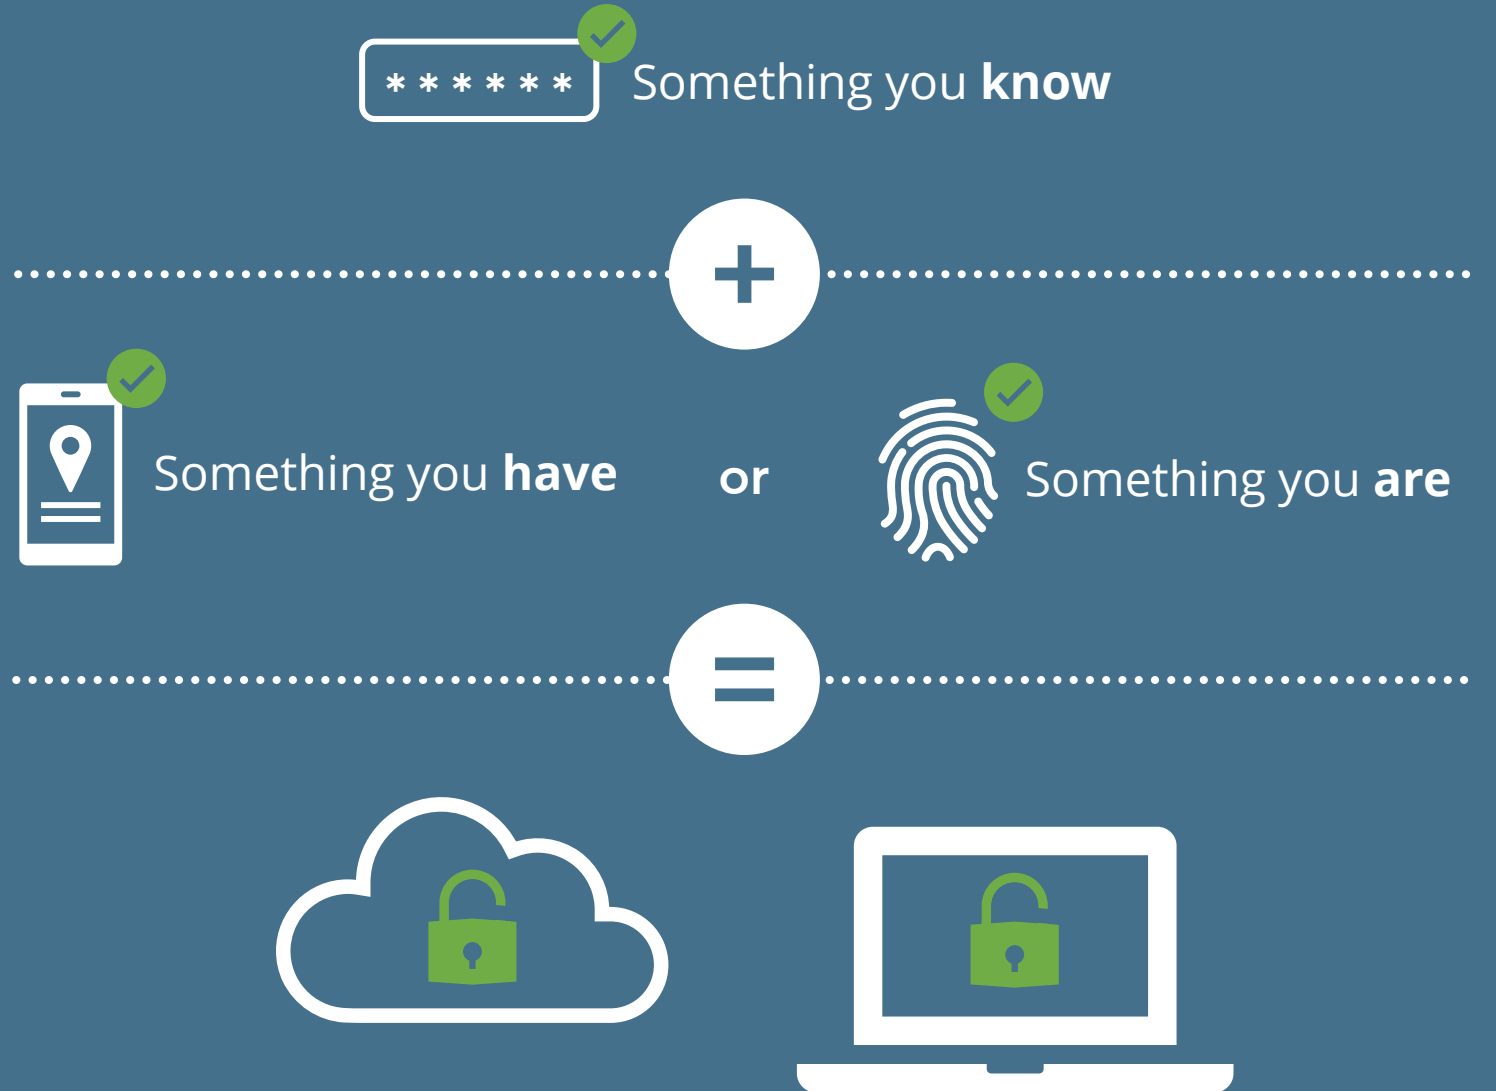 ****** Something you know
+
Something you have or Something you are
=